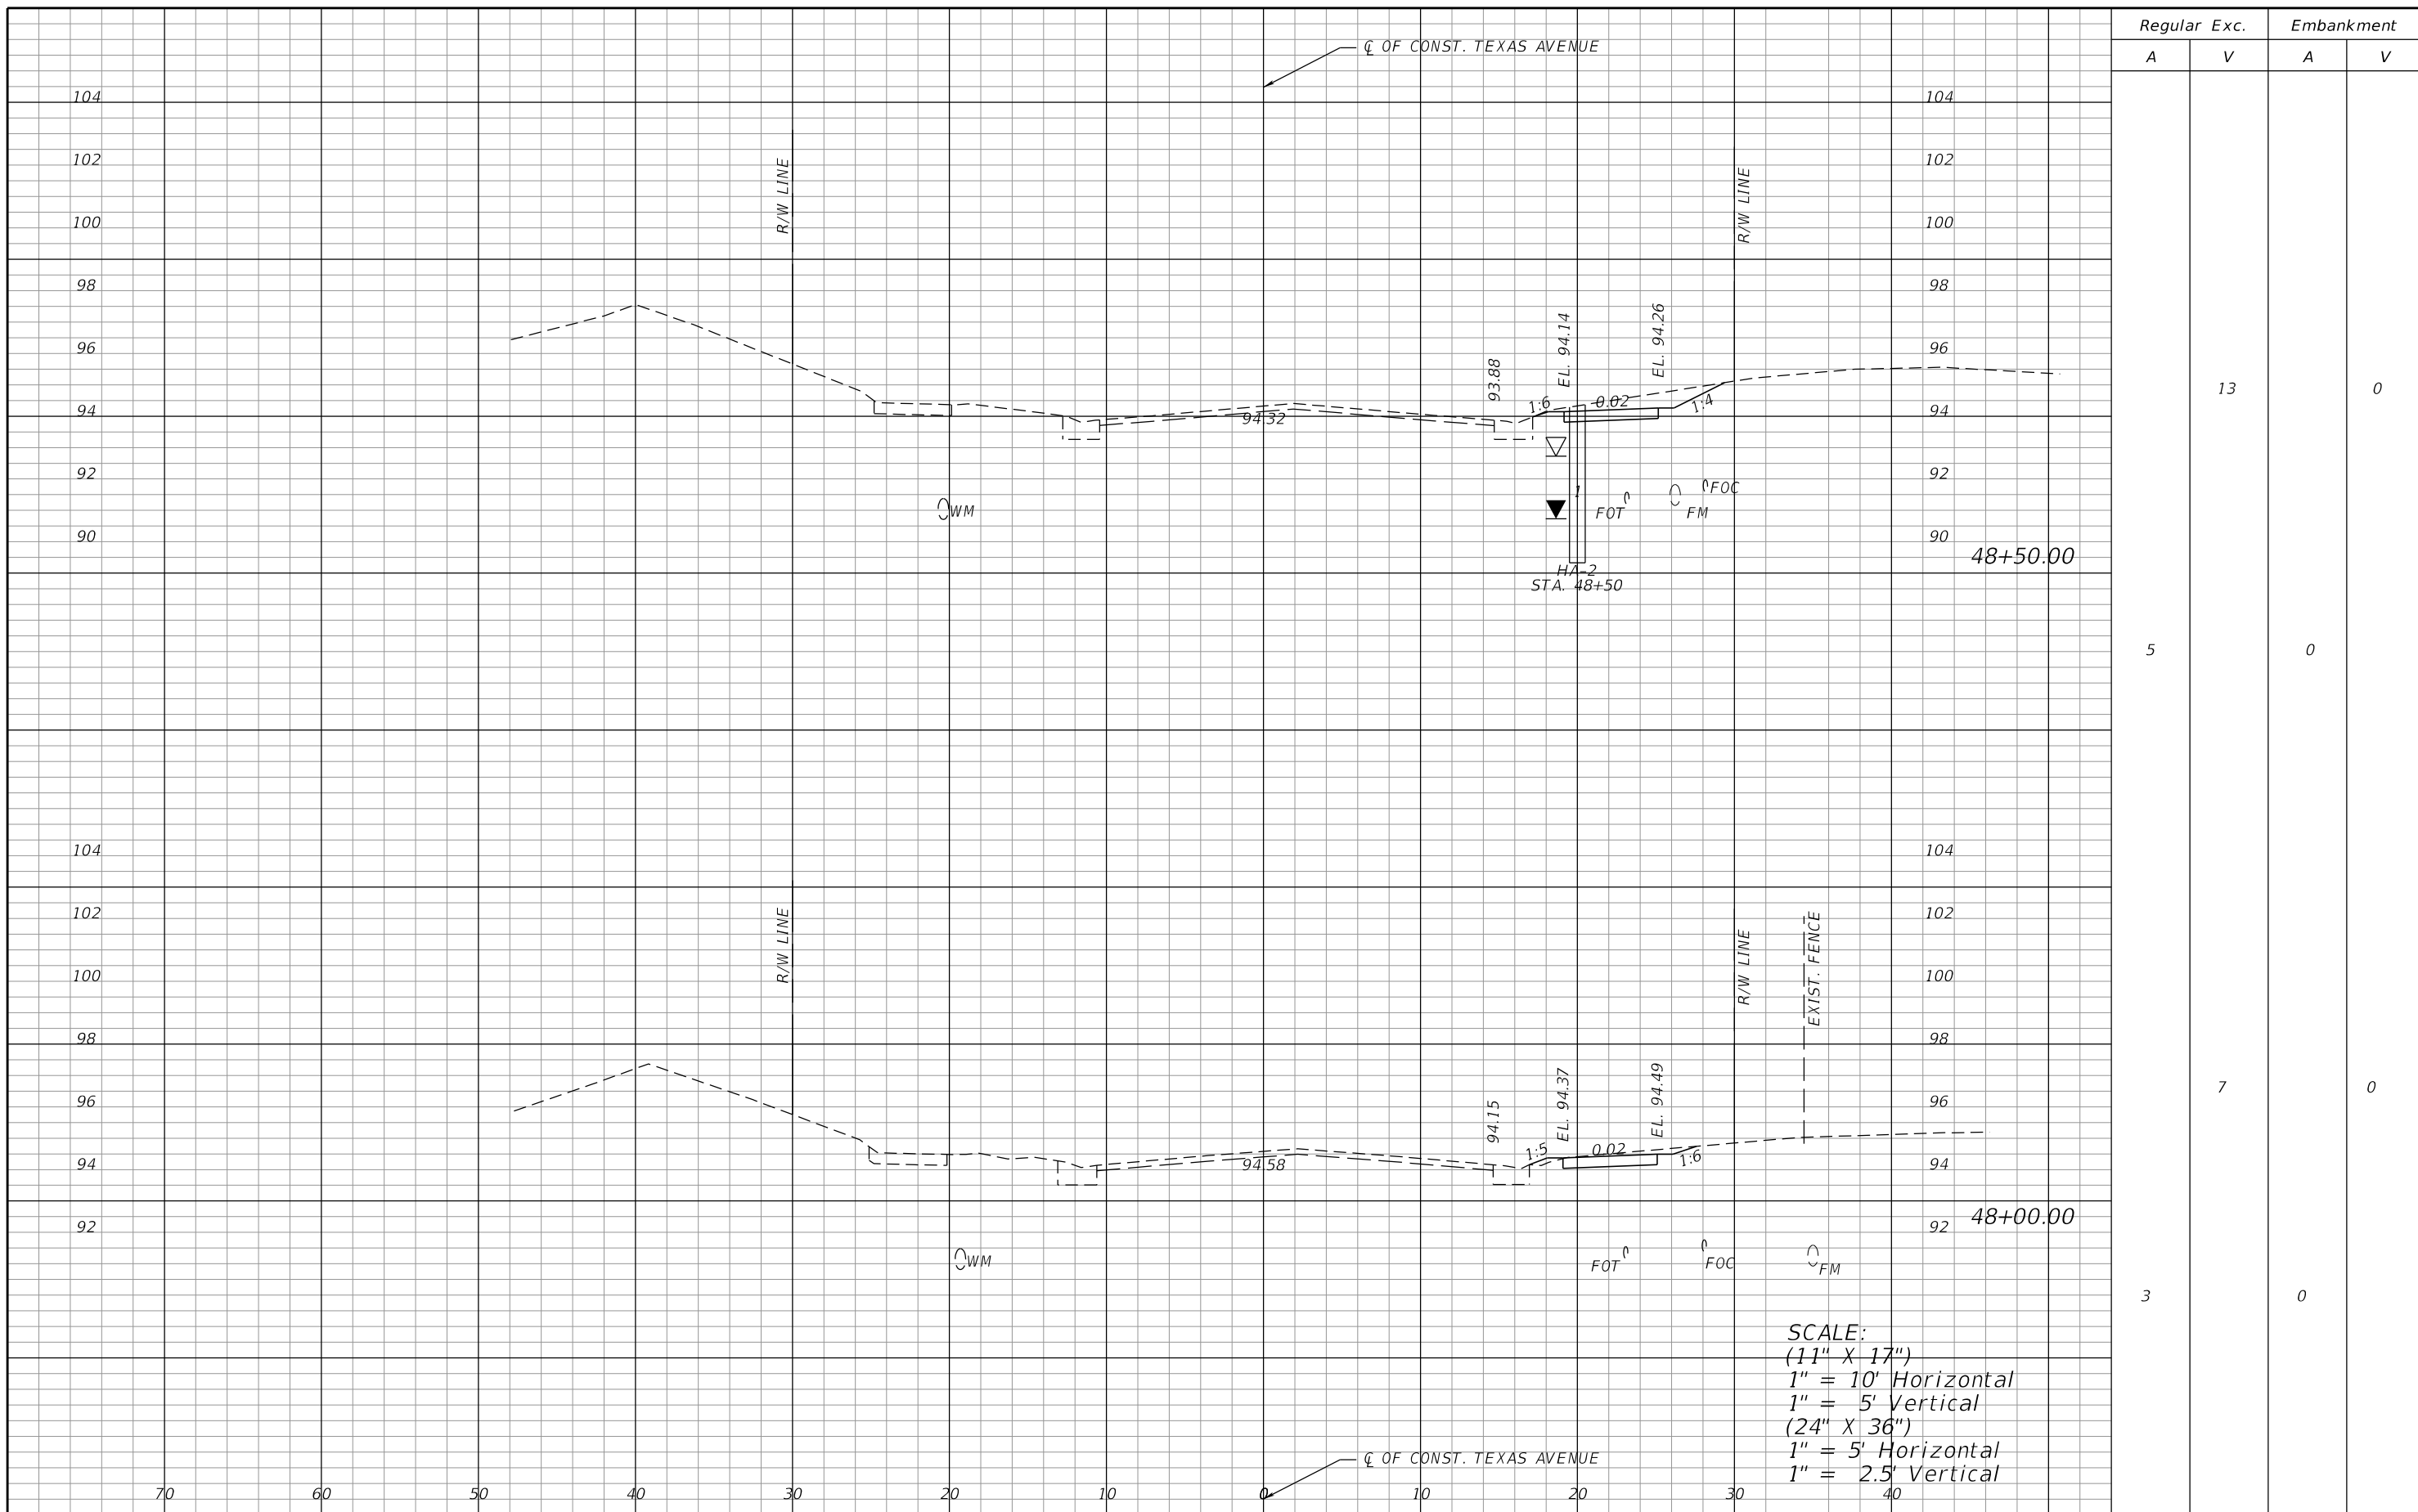 Regular Exc. Embankment
A V A V
℄ OF CONST. TEXAS AVENUE
104 104
102 102
R/W LINE R/W LINE
100 100
98 98
96 96
93.88 EL. 94.14 EL. 94.26
13 0
94 94
1:6 0.02 1:4
94.32
92 92
1
FOC
WM
FOT
FM
90 90
48+50.00
HA-2
STA. 48+50
5 0
104 104
102 102
R/W LINE R/W LINE EXIST. FENCE
100 100
98 98
96 96
94.15 EL. 94.37 EL. 94.49
7 0
94 94
1:5 0.02 1:6
94.58
92 92
48+00.00
WM
FOT
FOC
FM
3 0
SCALE:
(11" X 17")
1" = 10' Horizontal
1" = 5' Vertical
(24" X 36")
1" = 5' Horizontal
1" = 2.5' Vertical
℄ OF CONST. TEXAS AVENUE
70 60 50 40 30 20 10 0 10 20 30 40